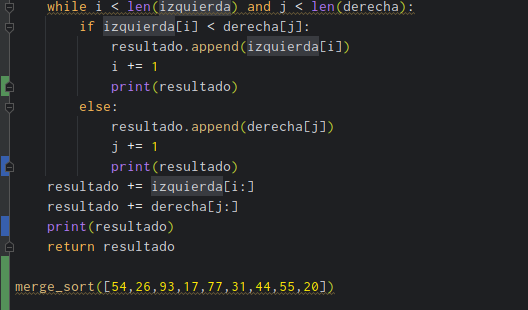 while i < len(izquierda) and j < len(derecha):
if izquierda[i] < derecha[j]:
resultado.append(izquierda[i])
i += 1
print(resultado)
else:
resultado.append(derecha[j])
j += 1
print(resultado)
resultado += izquierda[i:]
resultado += derecha[j:]
print(resultado)
return resultado
merge_sort([54,26,93,17,77,31,44,55,20])